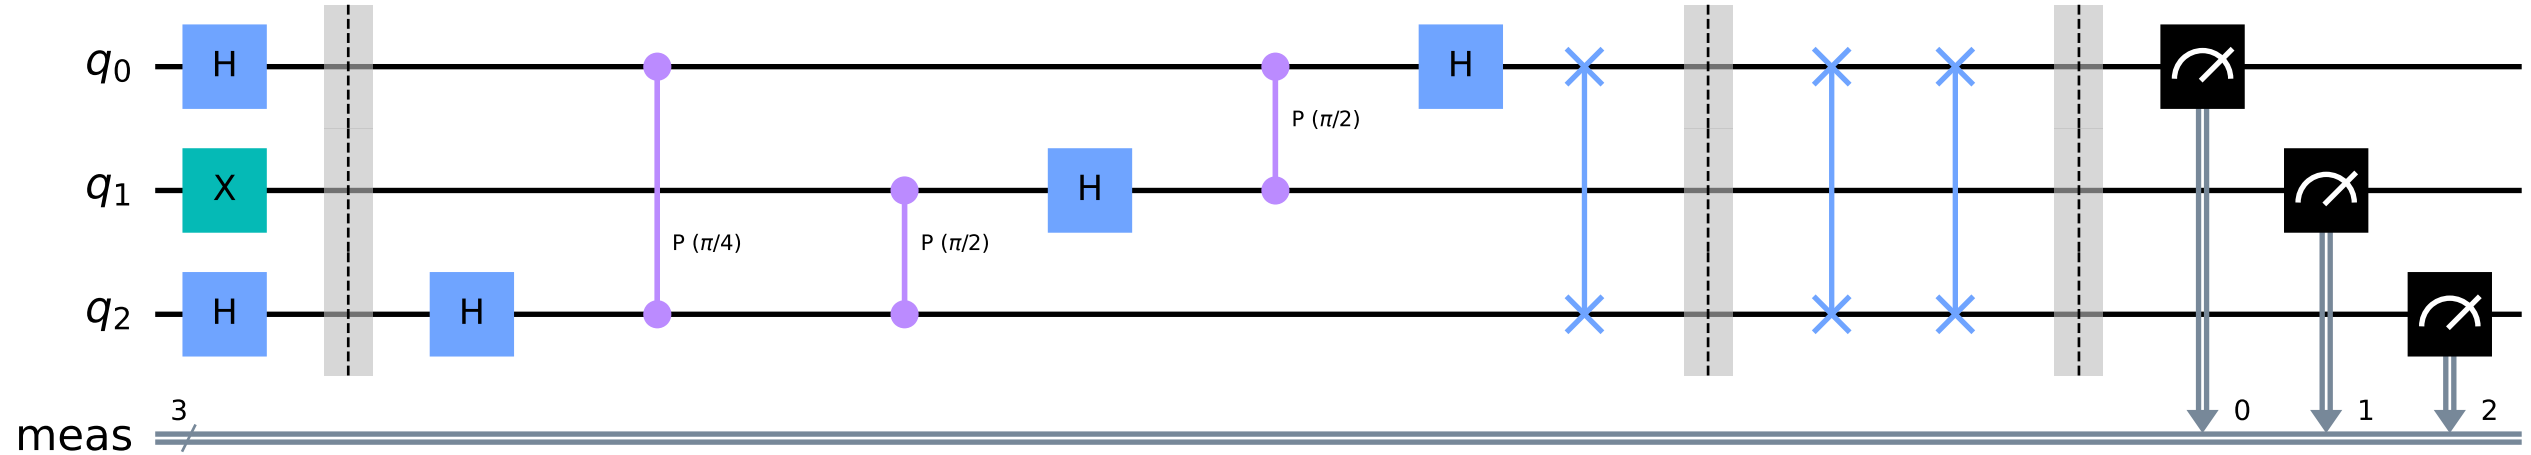 q0 H H
P (π/2)
q1 X H
P (π/4) P (π/2)
q2 H H
3 0 1 2
meas